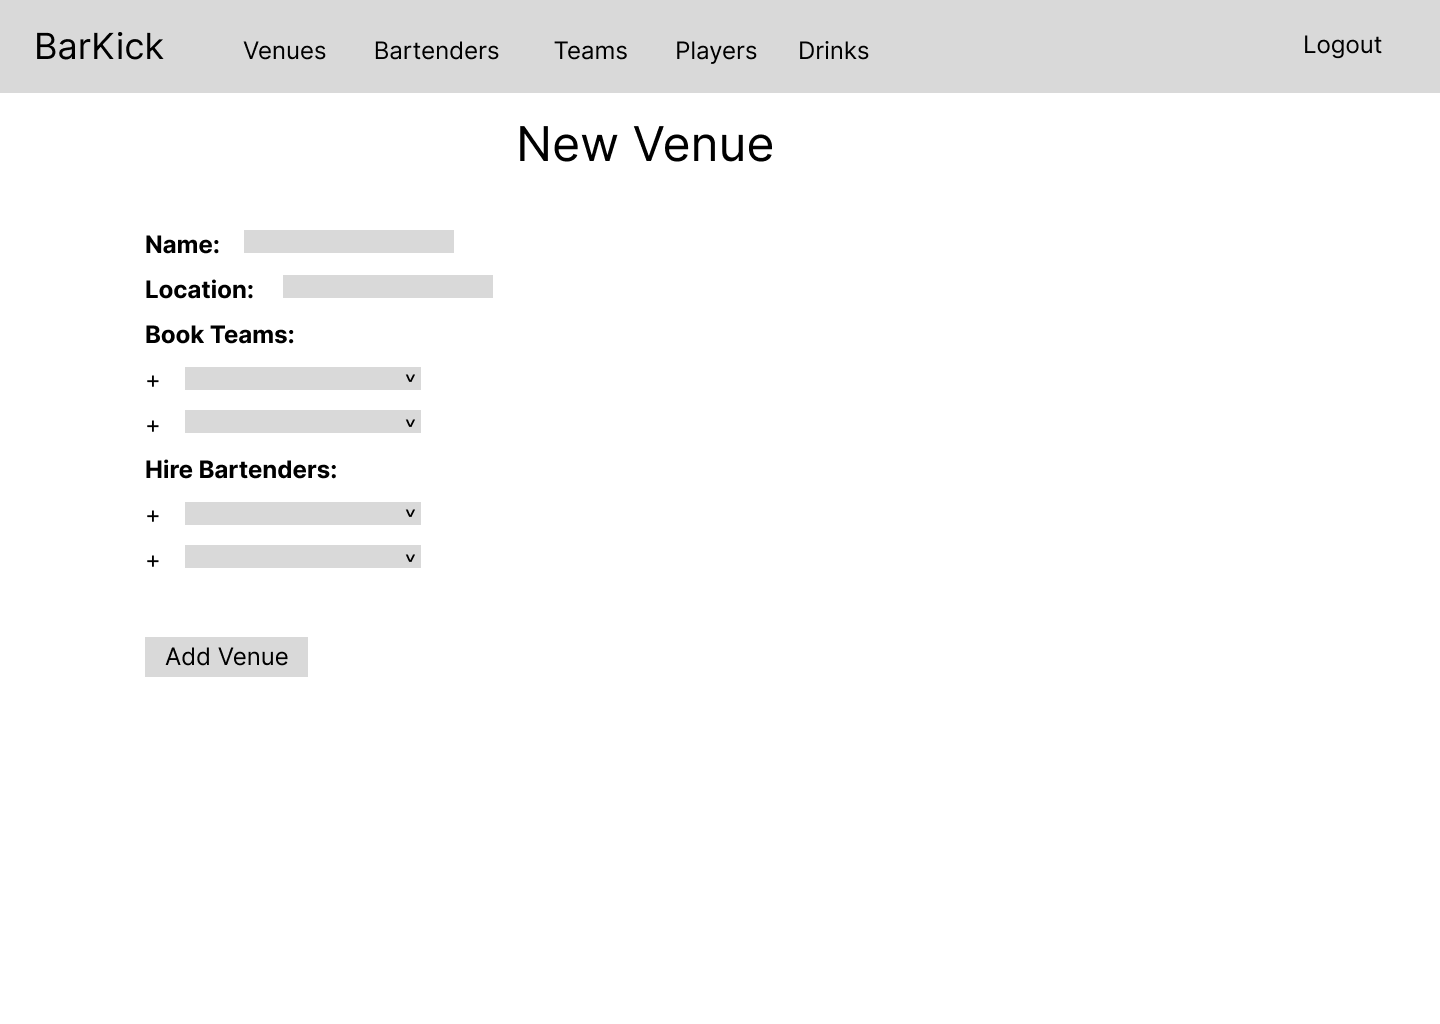 BarKick Venues Bartenders Teams Players Drinks Logout
New Venue
Name:
Location:
Book Teams:
+ v
+ v
Hire Bartenders:
+ v
+ v
Add Venue